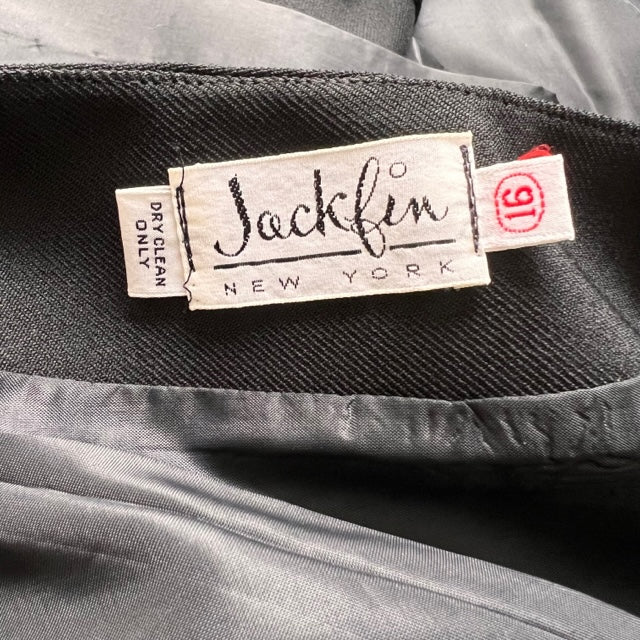 DRY CLEAN
ONLY
Jackfin
NEW YORK
16